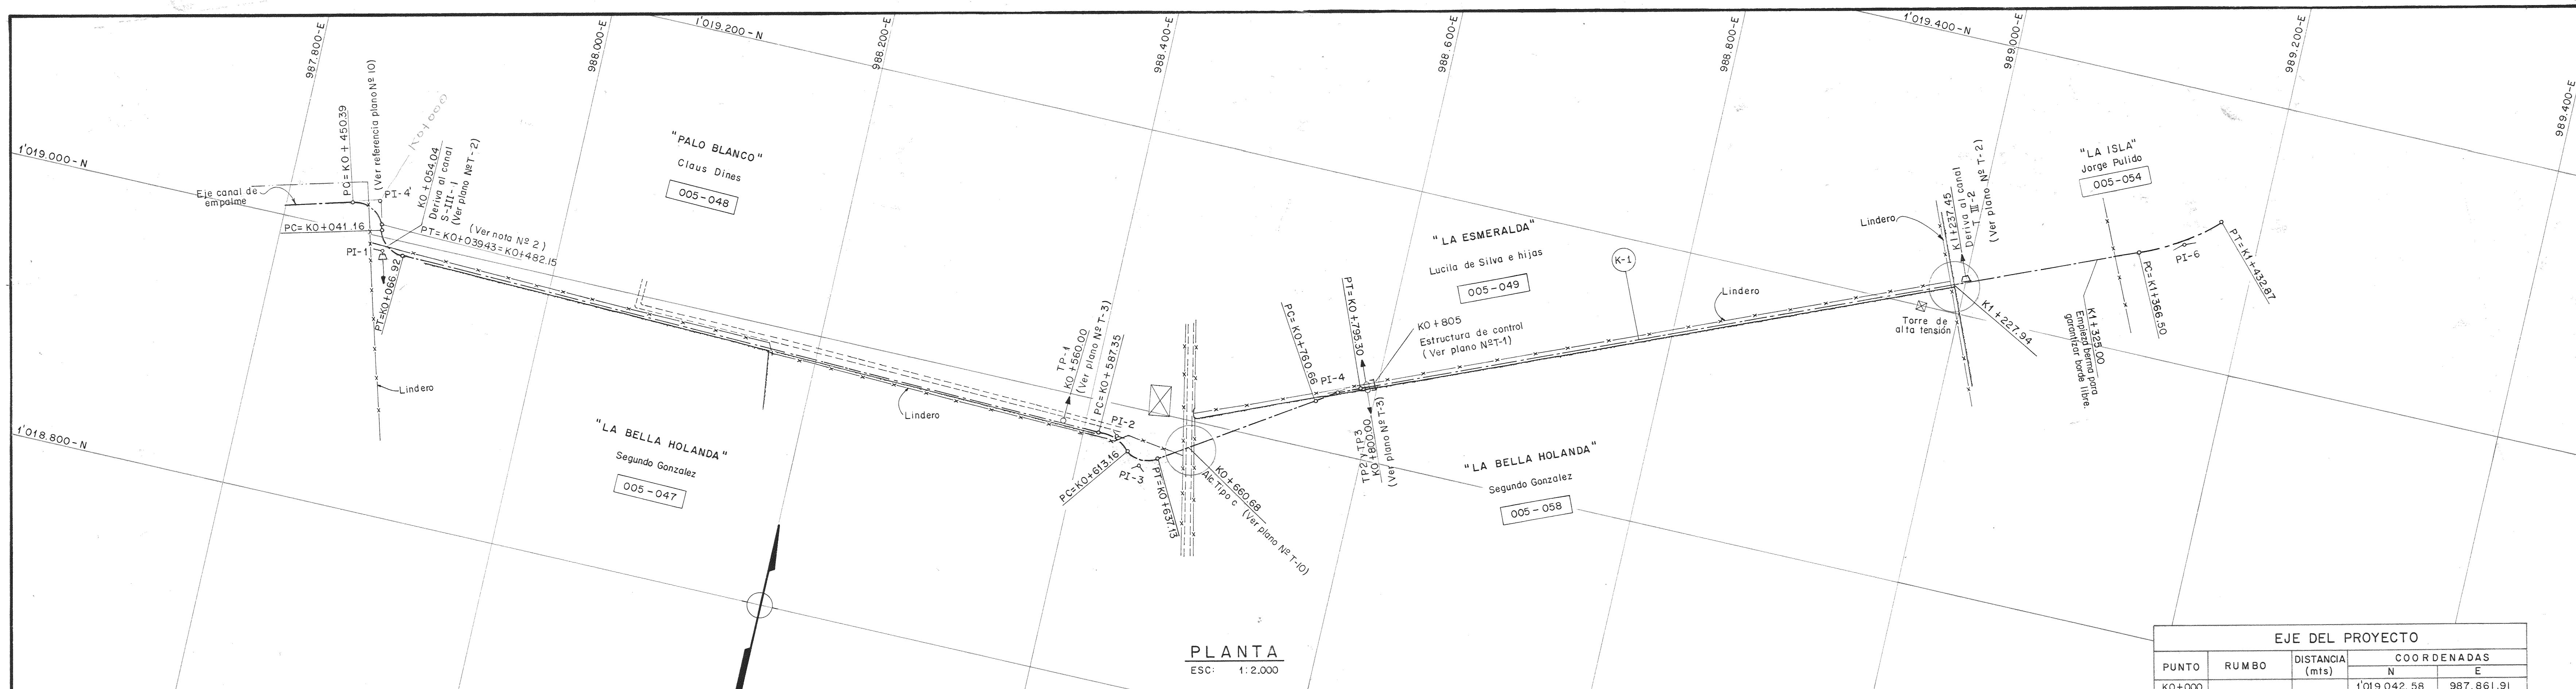 987.800-E
988.000-E
1'019.200-N
988.200-E
988.400-E
988.600-E
988.800-E
1'019.400-N
989.000-E
989.200-E
989.400-E
1'019.000-N
Eje canal de
empalme
PC=K0+450.39
(Ver referencia plano Nº 10)
PI-4'
K0+000
K0+054.04
Deriva al canal
S-III-1
(Ver plano NºT-2)
PC=K0+041.16
(Ver nota Nº 2)
PT=K0+039.43=K0+482.15
PI-1
PT=K0+066.92
Lindero
"PALO BLANCO"
Claus Dines
005-048
1'018.800-N
"LA BELLA HOLANDA"
Segundo Gonzalez
005-047
Lindero
TP-1
K0+560.00
(Ver plano Nº T-3)
PC=K0+587.35
PI-2
PC=K0+613.16
PI-3
PT=K0+637.13
K0+660.68
Alc. Tipo c (Ver plano Nº T-10)
PC=K0+760.66
PI-4
PT=K0+795.30
K0+805
Estructura de control
(Ver plano NºT-1)
TP2 y TP3
K0+800.00
(Ver plano Nº T-3)
"LA ESMERALDA"
Lucila de Silva e hijas
005-049
K-1
Lindero
"LA BELLA HOLANDA"
Segundo Gonzalez
005-058
Lindero
K1+237.45
Deriva al canal
T III-2
(Ver plano Nº T-2)
Torre de
alta tensión
K1+227.94
"LA ISLA"
Jorge Pulido
005-054
K1+325.00
Empieza berma para
garantizar borde libre.
PC=K1+366.50
PI-6
PT=K1+432.87
PLANTA
ESC: 1:2.000
EJE DEL PROYECTO
PUNTO RUMBO DISTANCIA (mts) COORDENADAS
N E
K0+000 1'019.042.58 987.861.91